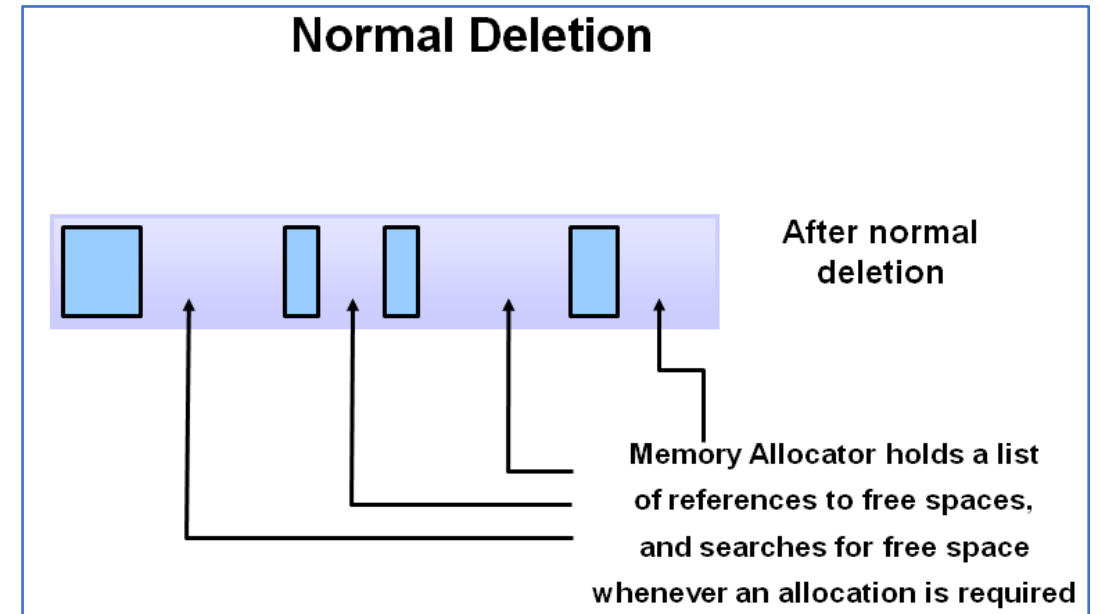 Normal Deletion
After normal
deletion
Memory Allocator holds a list
of references to free spaces,
and searches for free space
whenever an allocation is required